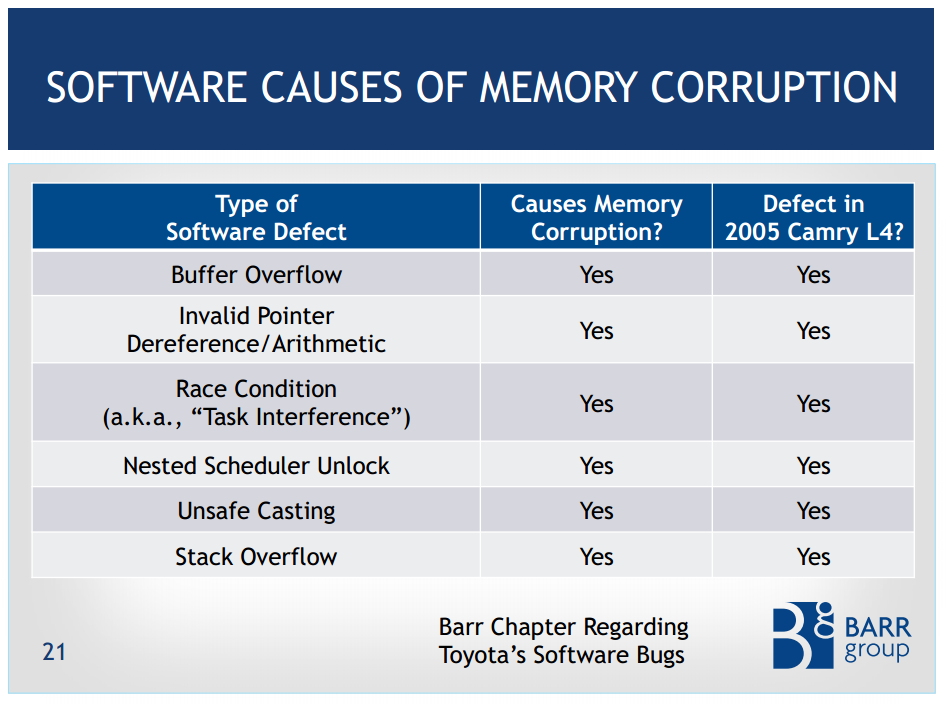 SOFTWARE CAUSES OF MEMORY CORRUPTION
Type of
Software Defect
Causes Memory
Corruption?
Defect in
2005 Camry L4?
Buffer Overflow
Yes
Yes
Invalid Pointer
Dereference/Arithmetic
Yes
Yes
Race Condition
(a.k.a., “Task Interference”)
Yes
Yes
Nested Scheduler Unlock
Yes
Yes
Unsafe Casting
Yes
Yes
Stack Overflow
Yes
Yes
21
Barr Chapter Regarding
Toyota’s Software Bugs
BARR
group